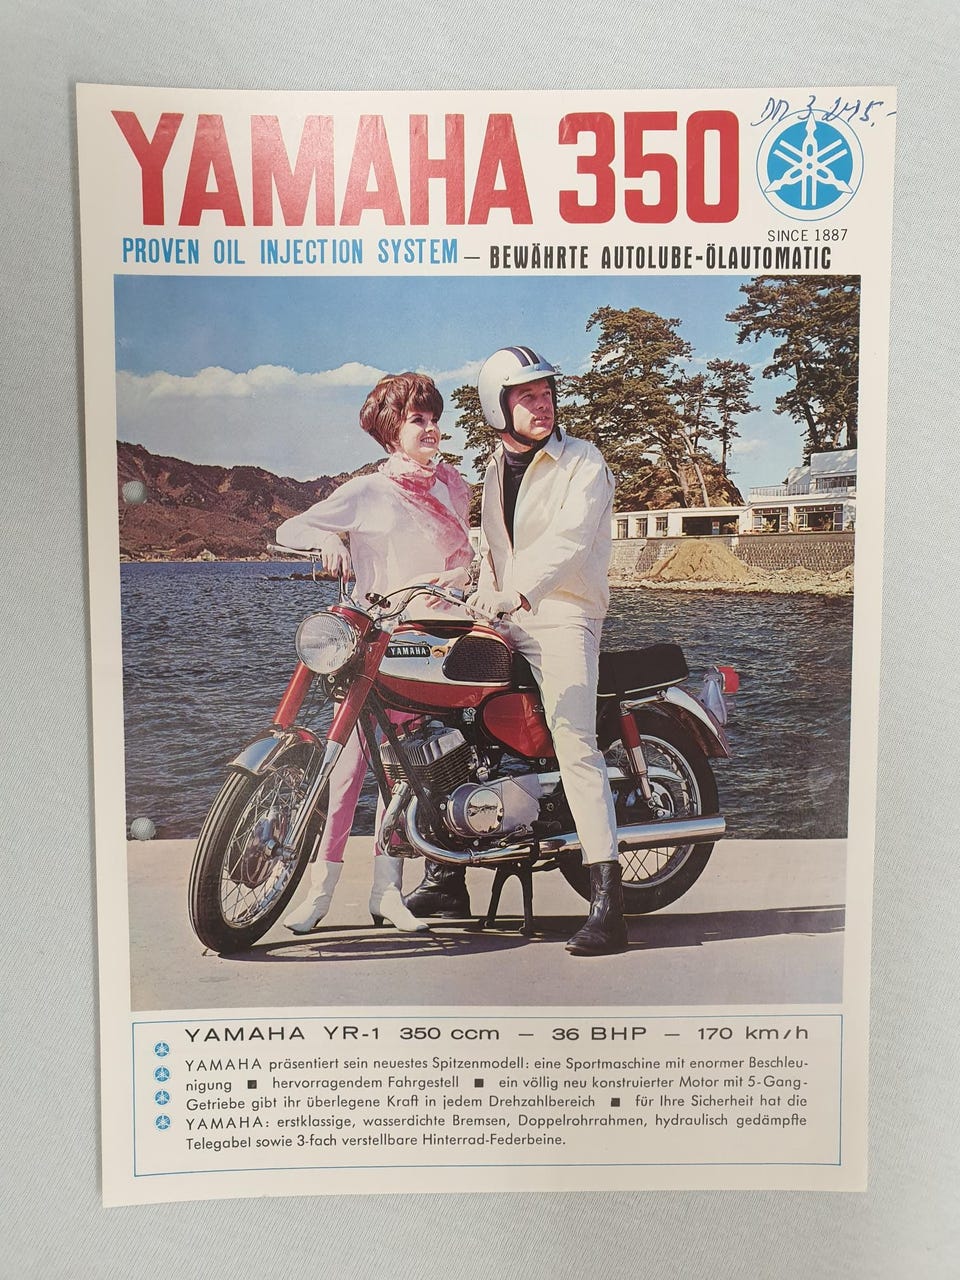 YAMAHA 350
SINCE 1887
PROVEN OIL INJECTION SYSTEM – BEWÄHRTE AUTOLUBE-ÖLAUTOMATIC
YAMAHA
YAMAHA YR-1 350 ccm – 36 BHP – 170 km/h
YAMAHA präsentiert sein neuestes Spitzenmodell: eine Sportmaschine mit enormer Beschleu-
nigung ■ hervorragendem Fahrgestell ■ ein völlig neu konstruierter Motor mit 5-Gang-
Getriebe gibt ihr überlegene Kraft in jedem Drehzahlbereich ■ für Ihre Sicherheit hat die
YAMAHA: erstklassige, wasserdichte Bremsen, Doppelrohrrahmen, hydraulisch gedämpfte
Telegabel sowie 3-fach verstellbare Hinterrad-Federbeine.